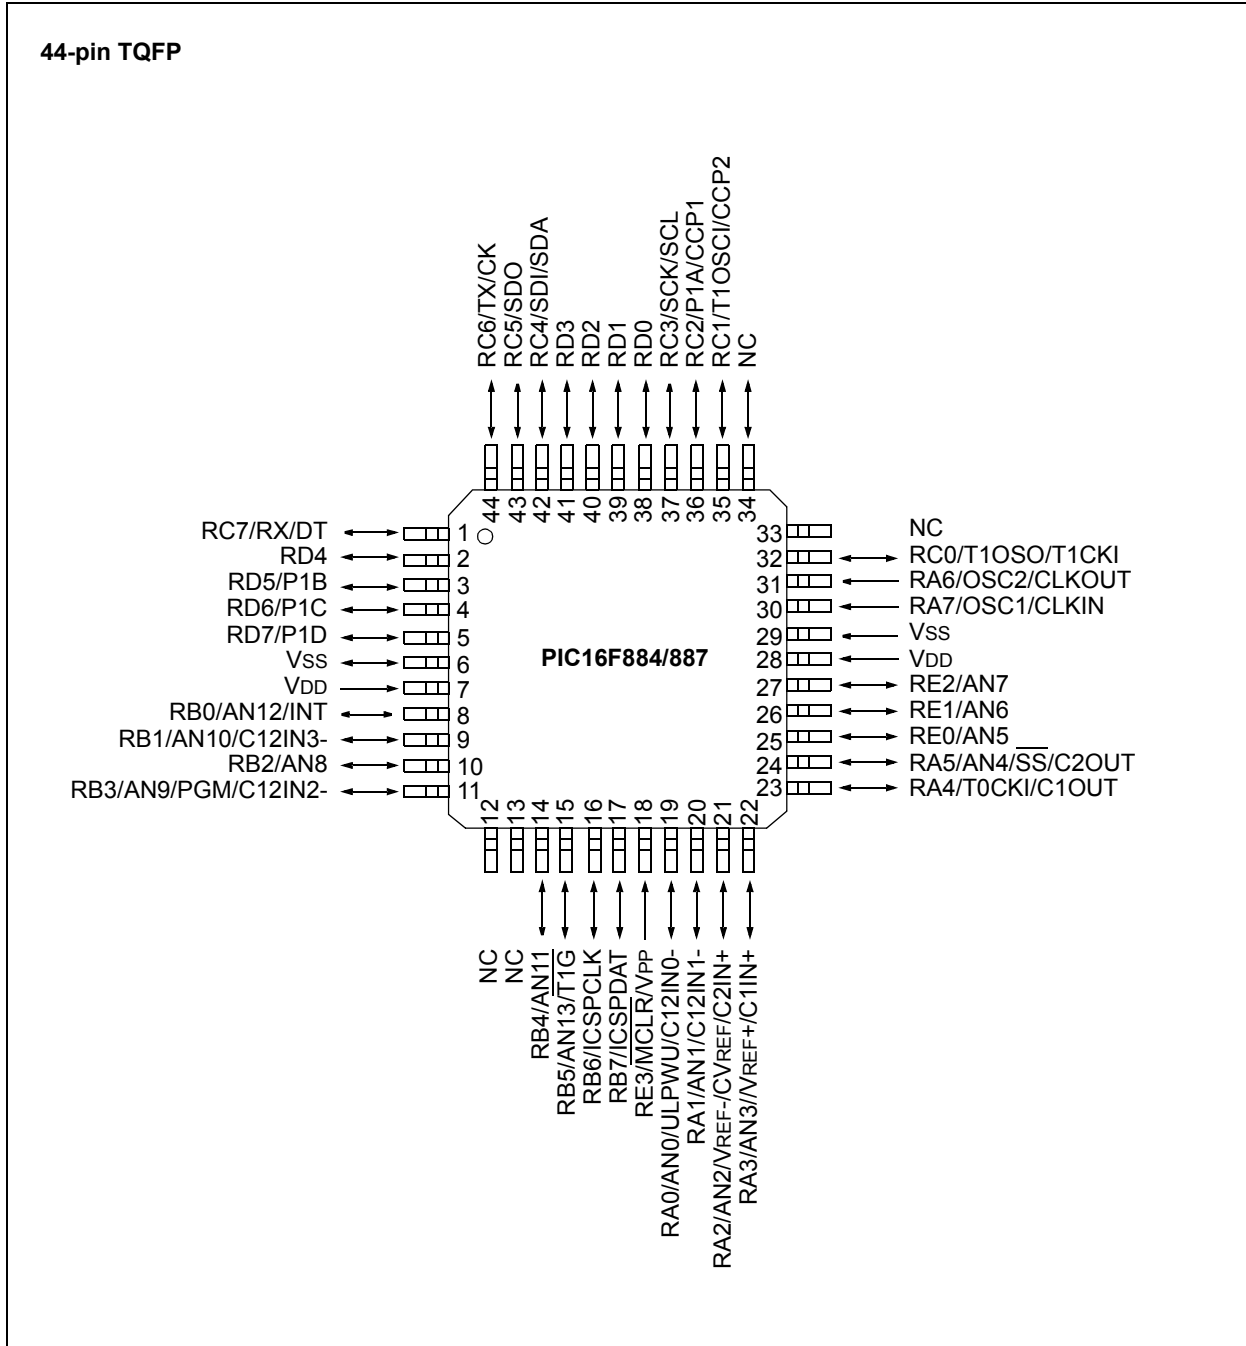 44-pin TQFP
RC6/TX/CK
RC5/SDO
RC4/SDI/SDA
RD3
RD2
RD1
RD0
RC3/SCK/SCL
RC2/P1A/CCP1
RC1/T1OSCI/CCP2
NC
44
43
42
41
40
39
38
37
36
35
34
RC7/RX/DT 1
RD4 2
RD5/P1B 3
RD6/P1C 4
RD7/P1D 5
VSS 6
VDD 7
RB0/AN12/INT 8
RB1/AN10/C12IN3- 9
RB2/AN8 10
RB3/AN9/PGM/C12IN2- 11
PIC16F884/887
33 NC
32 RC0/T1OSO/T1CKI
31 RA6/OSC2/CLKOUT
30 RA7/OSC1/CLKIN
29 VSS
28 VDD
27 RE2/AN7
26 RE1/AN6
25 RE0/AN5
24 RA5/AN4/S̅S̅/C2OUT
23 RA4/T0CKI/C1OUT
12
13
14
15
16
17
18
19
20
21
22
NC
NC
RB4/AN11
RB5/AN13/T̅1̅G̅
RB6/ICSPCLK
RB7/ICSPDAT
RE3/M̅C̅L̅R̅/VPP
RA0/AN0/ULPWU/C12IN0-
RA1/AN1/C12IN1-
RA2/AN2/VREF-/CVREF/C2IN+
RA3/AN3//VREF+/C1IN+